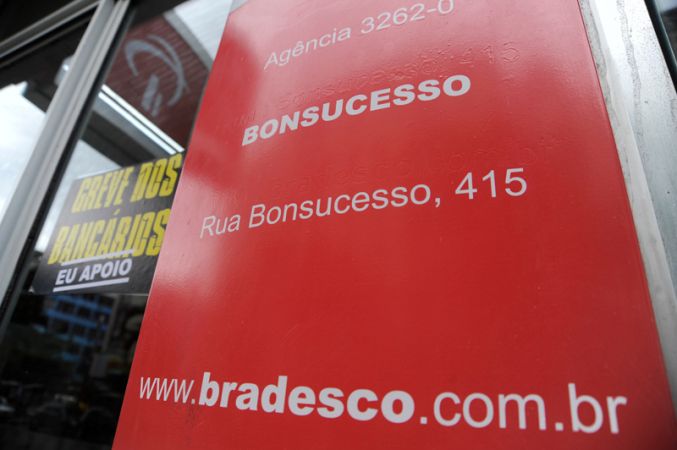 Agência 3262-0
BONSUCESSO
Rua Bonsucesso, 415
www.bradesco.com.br
GREVE DOS
BANCÁRIOS
EU APOIO